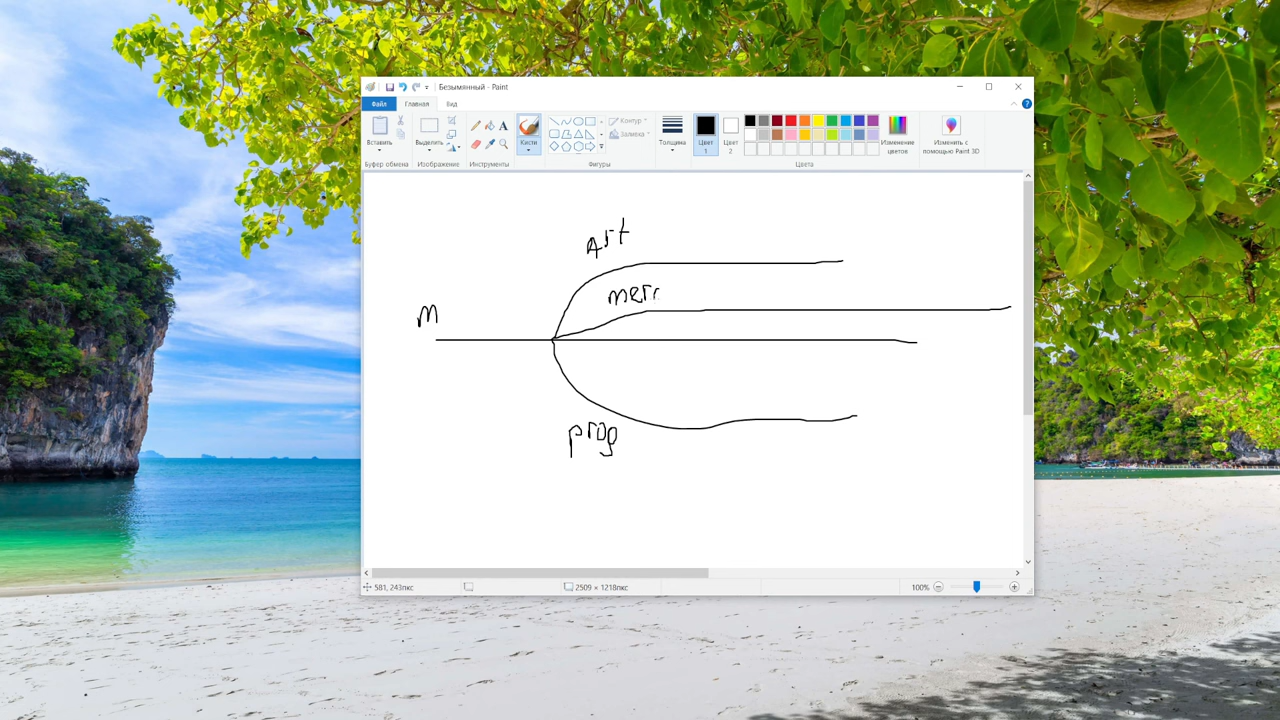 Безымянный - Paint
Файл Главная Вид
Вставить
Выделить
Кисти
Контур
Заливка
Толщина
Цвет 1
Цвет 2
Изменение цветов
Изменить с помощью Paint 3D
Буфер обмена Изображение Инструменты Фигуры Цвета
Art
merc
M
prog
581, 243пкс 2509 × 1218пкс 100%